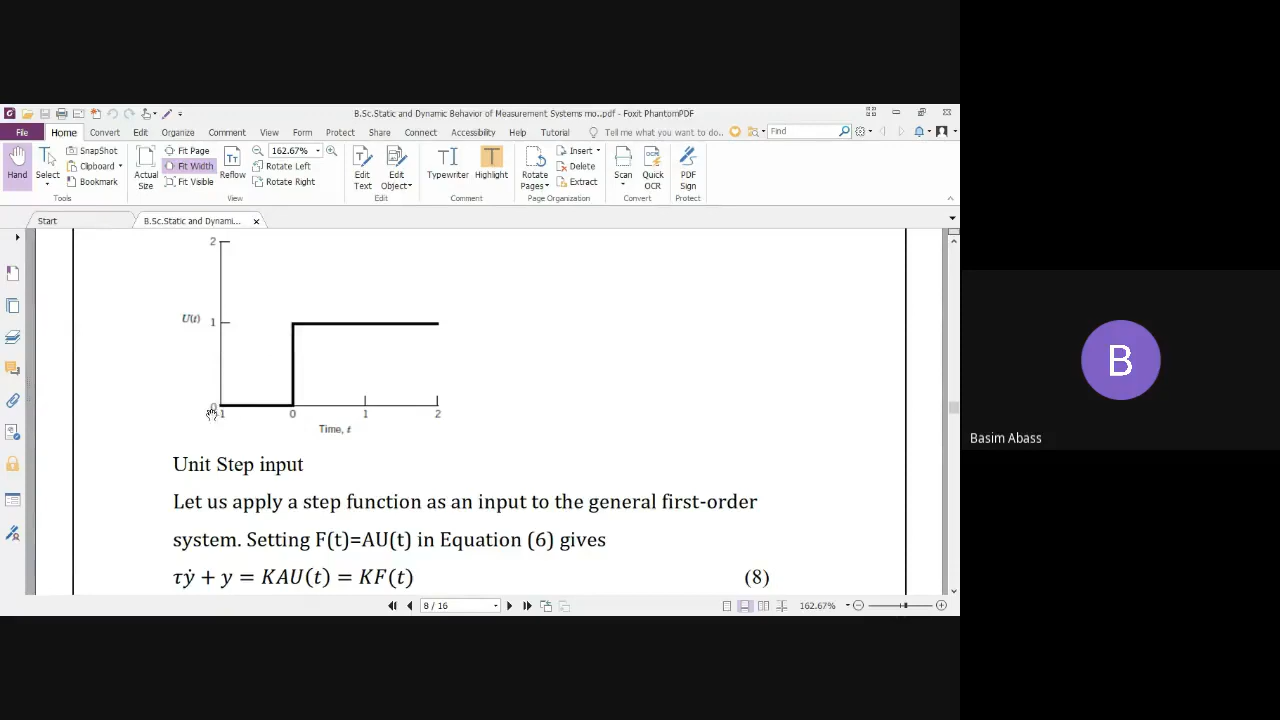 B.Sc.Static and Dynamic Behavior of Measurement Systems mo..pdf - Foxit PhantomPDF
File Home Convert Edit Organize Comment View Form Protect Share Connect Accessibility Help Tutorial Tell me what you want to do.. Find
Hand
Select
SnapShot
Clipboard
Bookmark
Tools
Actual Size
Fit Page
Fit Width
Fit Visible
Reflow
162.67%
Rotate Left
Rotate Right
View
Edit Text
Edit Object
Edit
Typewriter
Highlight
Comment
Rotate Pages
Insert
Delete
Extract
Page Organization
Scan
Quick OCR
Convert
PDF Sign
Protect
Start
B.Sc.Static and Dynami...
2
U(t) 1
0
-1 0 1 2
Time, t
Unit Step input
Let us apply a step function as an input to the general first-order
system. Setting F(t)=AU(t) in Equation (6) gives
τẏ + y = KAU(t) = KF(t) (8)
8 / 16
162.67%
B
Basim Abass